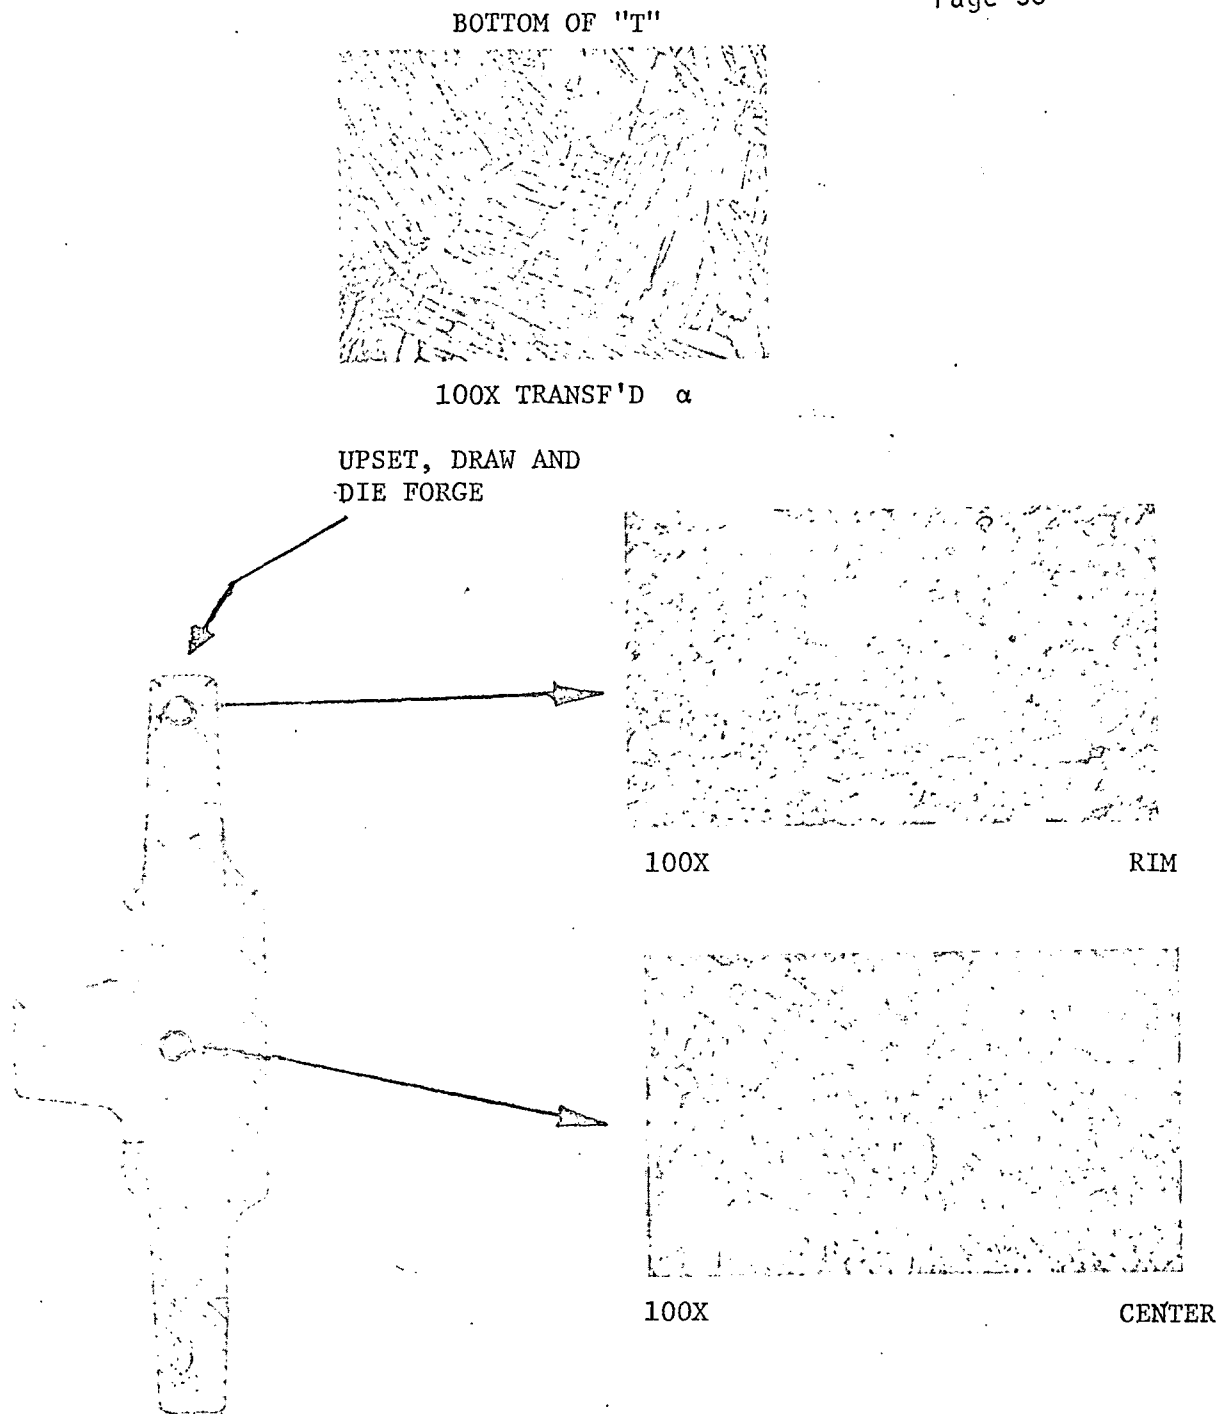 BOTTOM OF "T"
100X TRANSF'D α
UPSET, DRAW AND
DIE FORGE
100X RIM
100X CENTER